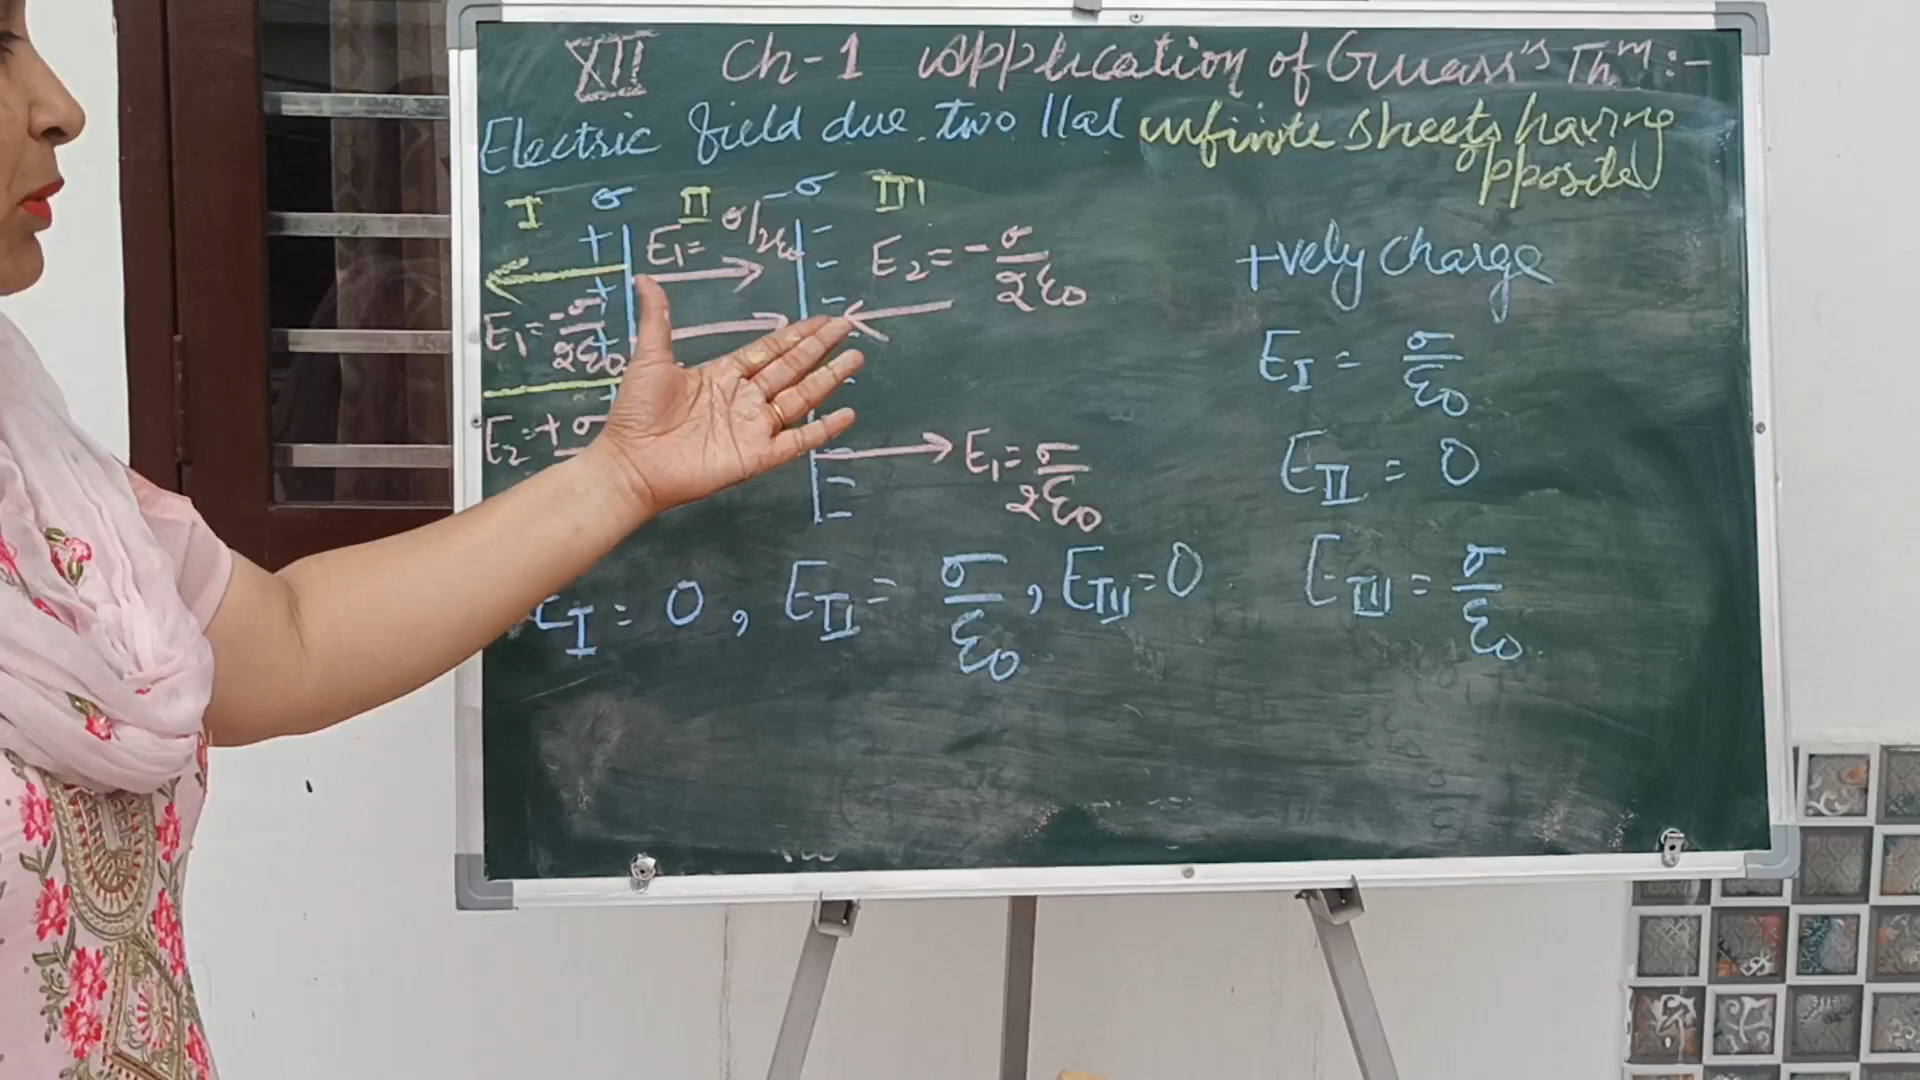 XII Ch-1 Application of Guass's Thm:-
Electric field due two llal infinite sheets having
opposite
I σ II -σ III
+ E1= σ/2ε0 - E2= -σ/2ε0
+vely charge
E1= -σ/2ε0
EI = σ/ε0
E2=+σ
E1= σ/2ε0
EII = 0
EI = 0, EII = σ/ε0, EIII=0
EIII = σ/ε0